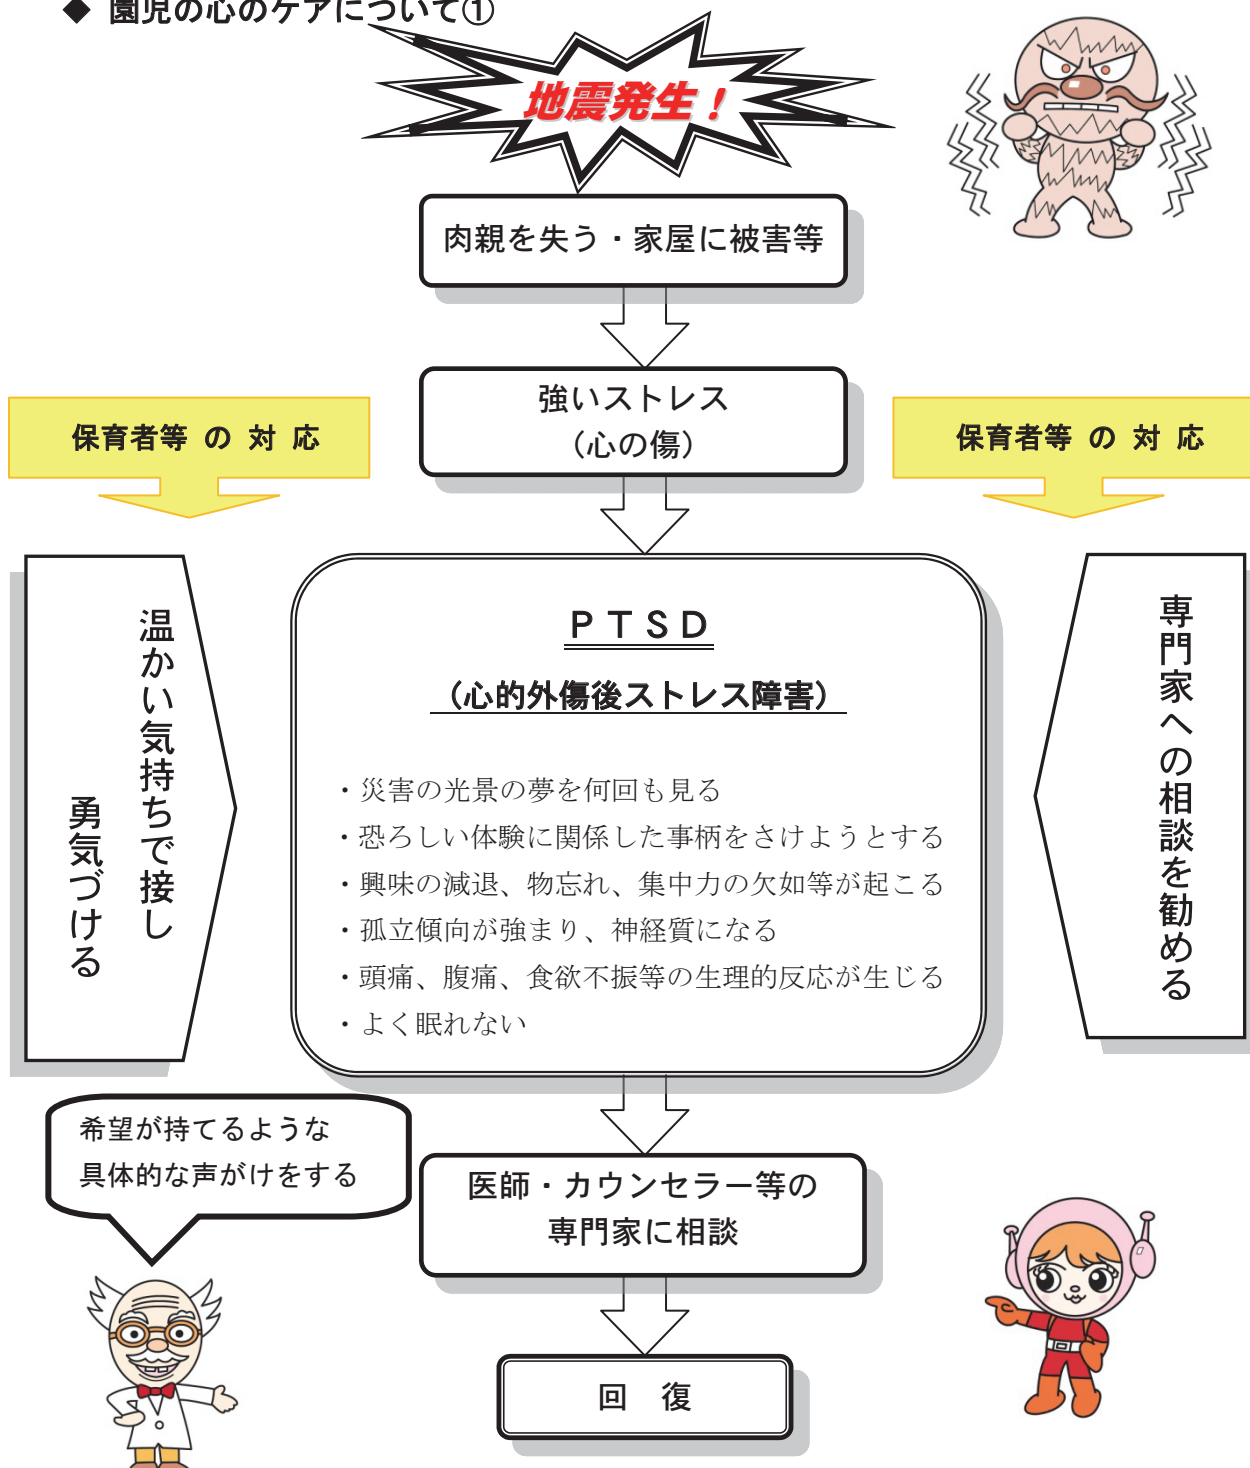 ◆ 園児の心のケアについて①
地震発生！
肉親を失う・家屋に被害等
強いストレス
（心の傷）
保育者等 の 対 応
保育者等 の 対 応
温かい気持ちで接し
勇気づける
ＰＴＳＤ
（心的外傷後ストレス障害）
・災害の光景の夢を何回も見る
・恐ろしい体験に関係した事柄をさけようとする
・興味の減退、物忘れ、集中力の欠如等が起こる
・孤立傾向が強まり、神経質になる
・頭痛、腹痛、食欲不振等の生理的反応が生じる
・よく眠れない
専門家への相談を勧める
希望が持てるような
具体的な声がけをする
医師・カウンセラー等の
専門家に相談
回　復